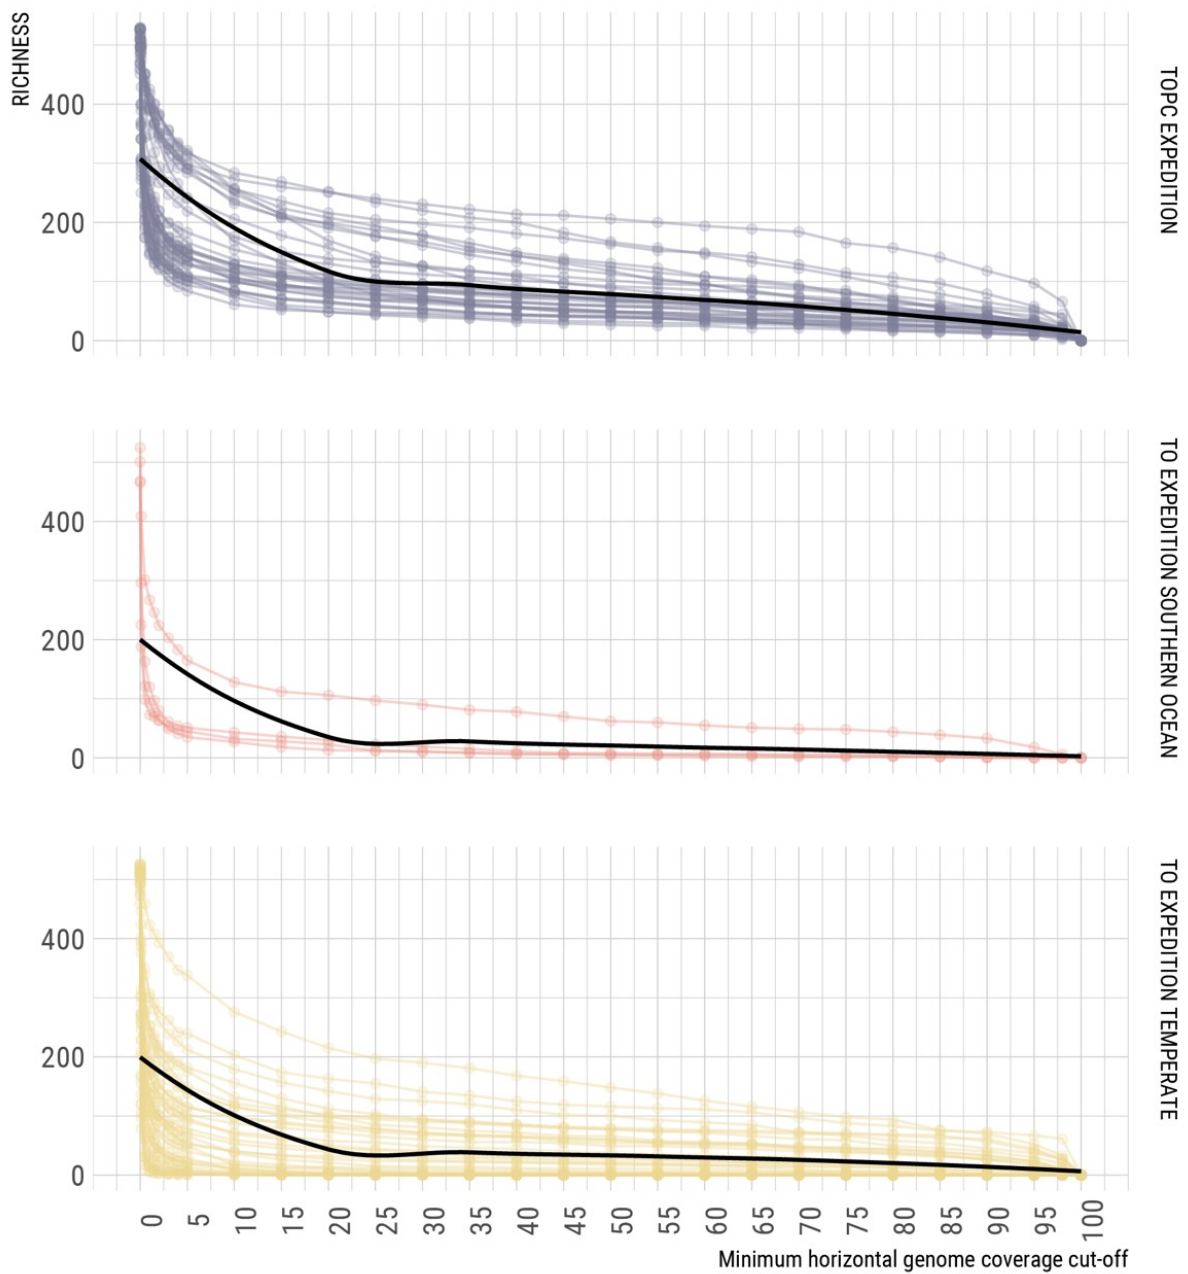 RICHNESS
400
200
0
TOPC EXPEDITION
400
200
0
TO EXPEDITION SOUTHERN OCEAN
400
200
0
TO EXPEDITION TEMPERATE
0 5 10 15 20 25 30 35 40 45 50 55 60 65 70 75 80 85 90 95 100
Minimum horizontal genome coverage cut-off